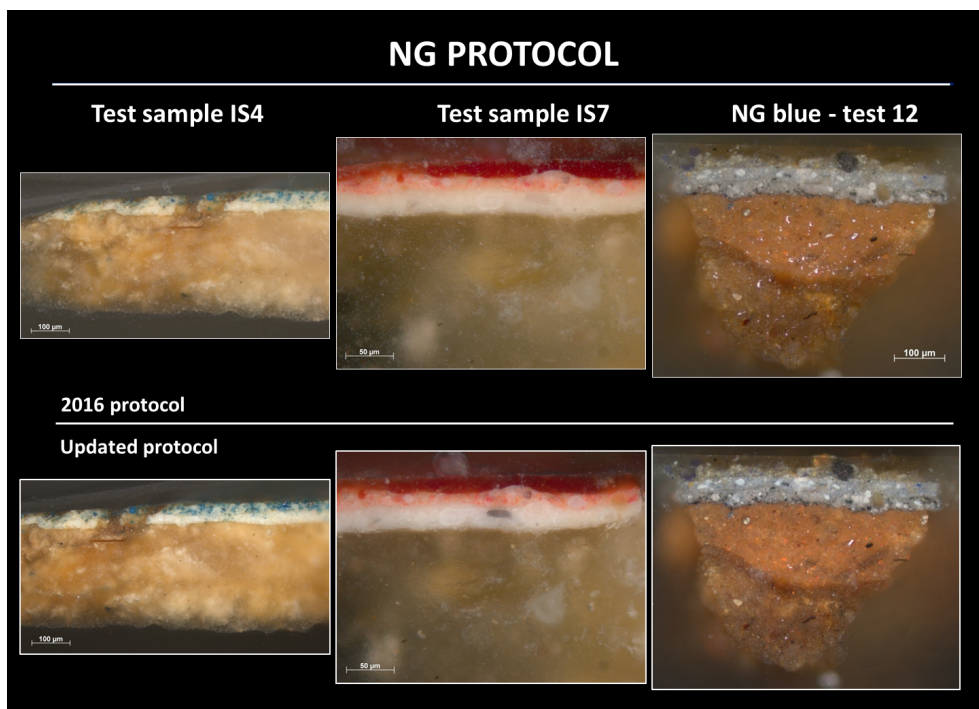 NG PROTOCOL
Test sample IS4
Test sample IS7
NG blue - test 12
100 µm
50 µm
100 µm
2016 protocol
Updated protocol
100 µm
50 µm